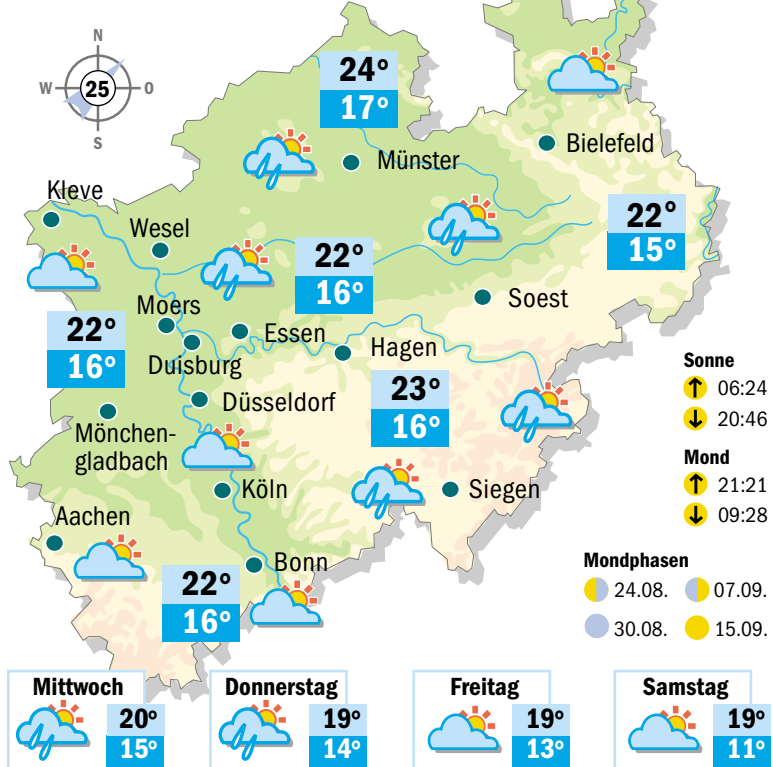 N
W 25 O
S
24°
17°
Münster
Bielefeld
Kleve
Wesel
22°
15°
22°
16°
Soest
Moers
Essen
Hagen
Duisburg
22°
16°
23°
16°
Düsseldorf
Mönchen-
gladbach
Köln
Siegen
Aachen
Bonn
22°
16°
Sonne
↑ 06:24
↓ 20:46
Mond
↑ 21:21
↓ 09:28
Mondphasen
24.08. 07.09.
30.08. 15.09.
Mittwoch
20°
15°
Donnerstag
19°
14°
Freitag
19°
13°
Samstag
19°
11°